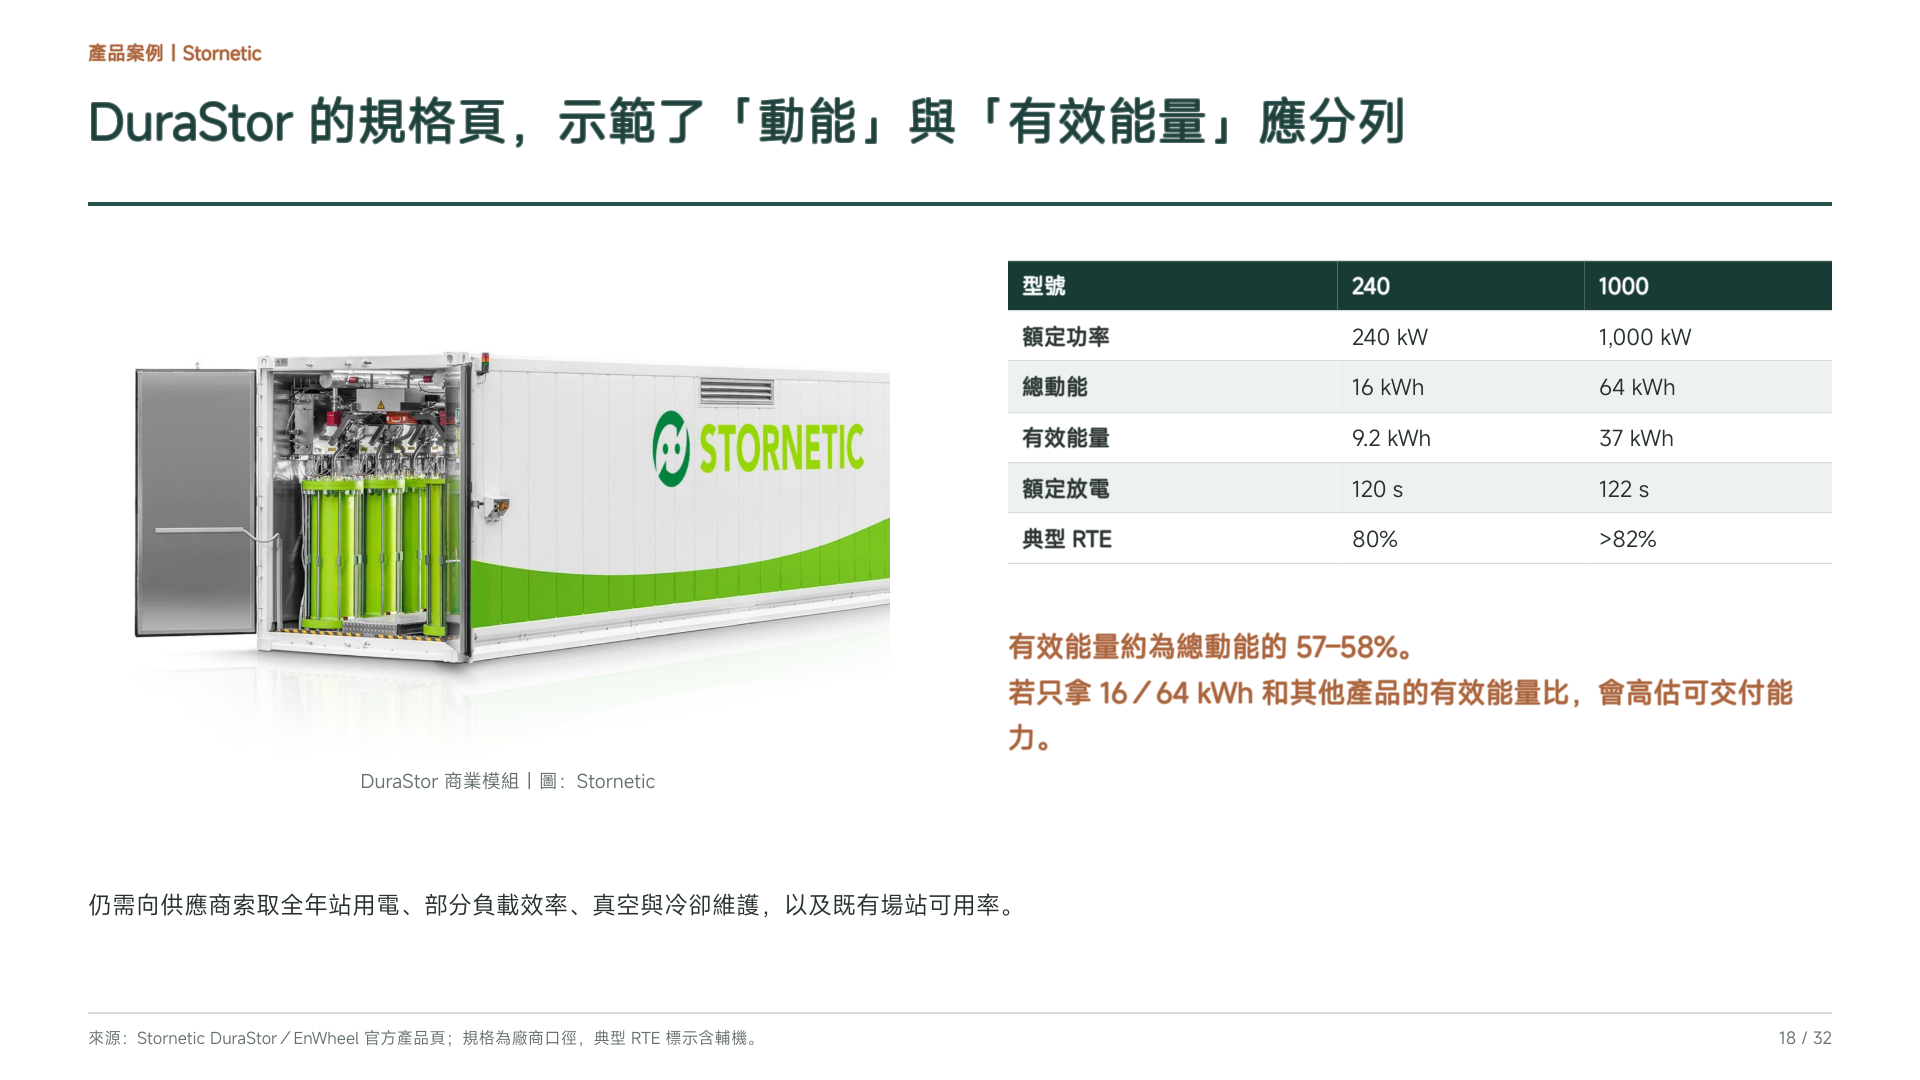 產品案例｜Stornetic
DuraStor 的規格頁，示範了「動能」與「有效能量」應分列
STORNETIC
DuraStor 商業模組｜圖：Stornetic
型號 240 1000
額定功率 240 kW 1,000 kW
總動能 16 kWh 64 kWh
有效能量 9.2 kWh 37 kWh
額定放電 120 s 122 s
典型 RTE 80% >82%
有效能量約為總動能的 57–58%。
若只拿 16／64 kWh 和其他產品的有效能量比，會高估可交付能
力。
仍需向供應商索取全年站用電、部分負載效率、真空與冷卻維護，以及既有場站可用率。
來源：Stornetic DuraStor／EnWheel 官方產品頁；規格為廠商口徑，典型 RTE 標示含輔機。
18 / 32